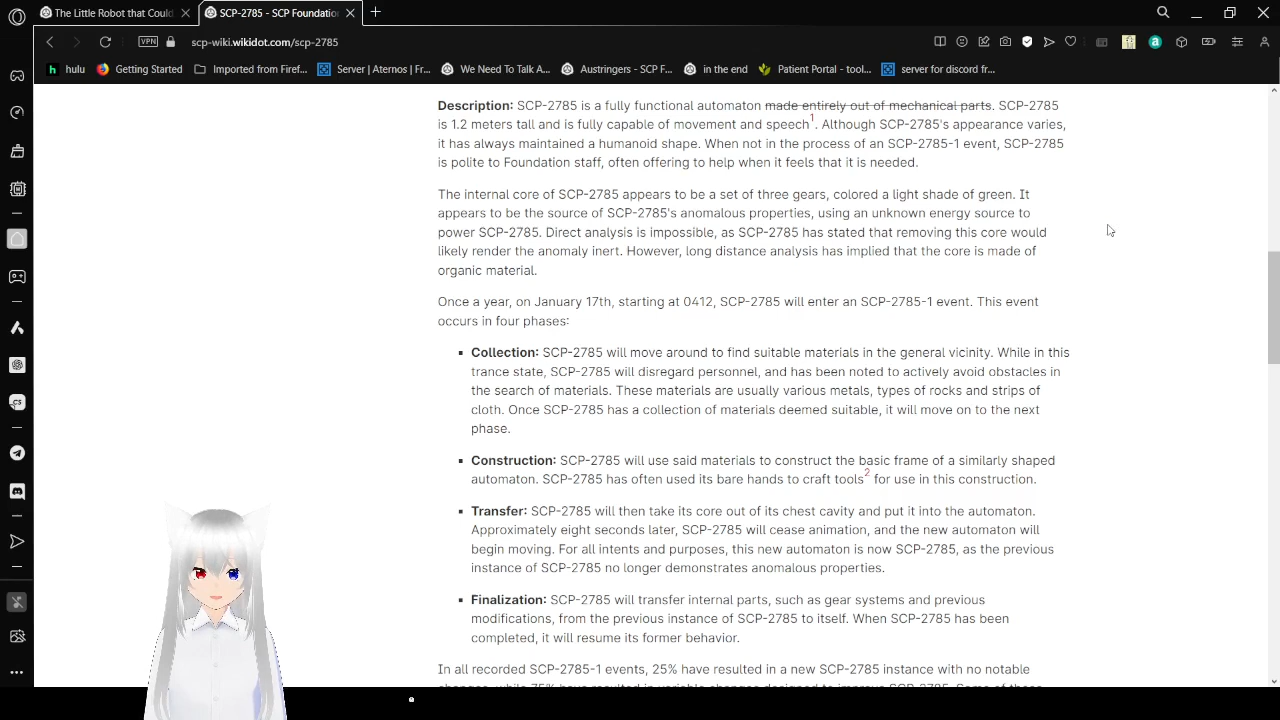 The Little Robot that Could
SCP-2785 - SCP Foundatio
VPN
scp-wiki.wikidot.com/scp-2785
hulu
Getting Started
Imported from Firef...
Server | Aternos | Fr...
We Need To Talk A...
Austringers - SCP F...
in the end
Patient Portal - tool...
server for discord fr...
Description: SCP-2785 is a fully functional automaton made entirely out of mechanical parts. SCP-2785
is 1.2 meters tall and is fully capable of movement and speech1. Although SCP-2785's appearance varies,
it has always maintained a humanoid shape. When not in the process of an SCP-2785-1 event, SCP-2785
is polite to Foundation staff, often offering to help when it feels that it is needed.
The internal core of SCP-2785 appears to be a set of three gears, colored a light shade of green. It
appears to be the source of SCP-2785's anomalous properties, using an unknown energy source to
power SCP-2785. Direct analysis is impossible, as SCP-2785 has stated that removing this core would
likely render the anomaly inert. However, long distance analysis has implied that the core is made of
organic material.
Once a year, on January 17th, starting at 0412, SCP-2785 will enter an SCP-2785-1 event. This event
occurs in four phases:
Collection: SCP-2785 will move around to find suitable materials in the general vicinity. While in this
trance state, SCP-2785 will disregard personnel, and has been noted to actively avoid obstacles in
the search of materials. These materials are usually various metals, types of rocks and strips of
cloth. Once SCP-2785 has a collection of materials deemed suitable, it will move on to the next
phase.
Construction: SCP-2785 will use said materials to construct the basic frame of a similarly shaped
automaton. SCP-2785 has often used its bare hands to craft tools2 for use in this construction.
Transfer: SCP-2785 will then take its core out of its chest cavity and put it into the automaton.
Approximately eight seconds later, SCP-2785 will cease animation, and the new automaton will
begin moving. For all intents and purposes, this new automaton is now SCP-2785, as the previous
instance of SCP-2785 no longer demonstrates anomalous properties.
Finalization: SCP-2785 will transfer internal parts, such as gear systems and previous
modifications, from the previous instance of SCP-2785 to itself. When SCP-2785 has been
completed, it will resume its former behavior.
In all recorded SCP-2785-1 events, 25% have resulted in a new SCP-2785 instance with no notable
changes, while 75% have resulted in variable changes designed to improve SCP-2785. Some of these